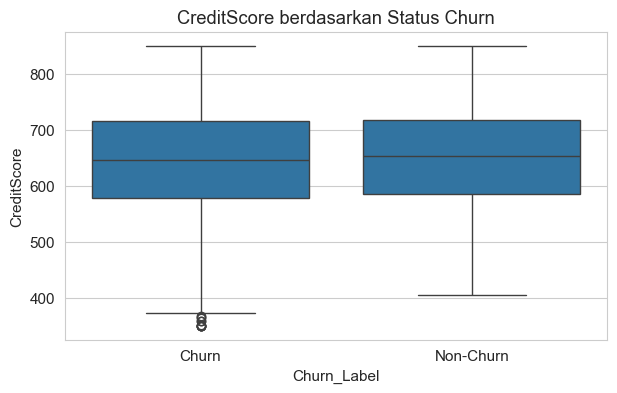 CreditScore berdasarkan Status Churn
800
700
600
500
400
CreditScore
Churn
Non-Churn
Churn_Label